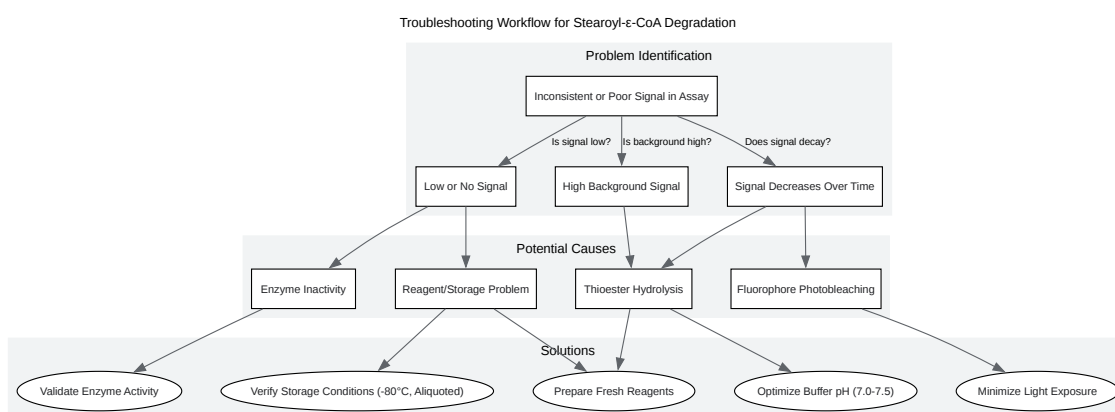 Troubleshooting Workflow for Stearoyl-ε-CoA Degradation
Problem Identification
Inconsistent or Poor Signal in Assay
Is signal low?
Is background high?
Does signal decay?
Low or No Signal
High Background Signal
Signal Decreases Over Time
Potential Causes
Enzyme Inactivity
Reagent/Storage Problem
Thioester Hydrolysis
Fluorophore Photobleaching
Solutions
Validate Enzyme Activity
Verify Storage Conditions (-80°C, Aliquoted)
Prepare Fresh Reagents
Optimize Buffer pH (7.0-7.5)
Minimize Light Exposure